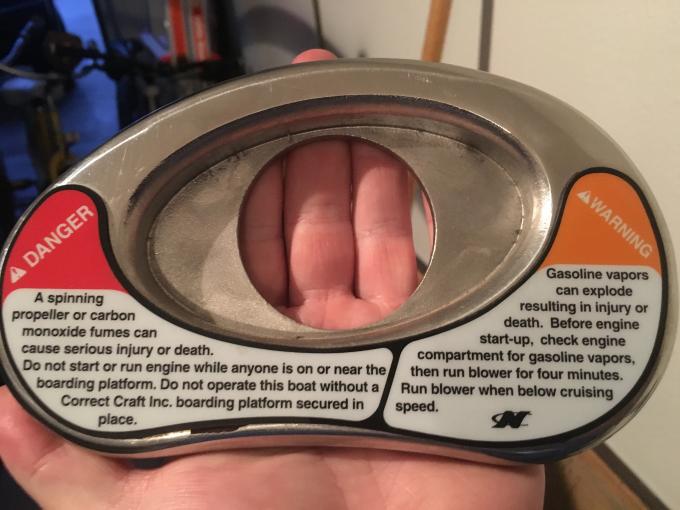 DANGER
A spinning
propeller or carbon
monoxide fumes can
cause serious injury or death.
Do not start or run engine while anyone is on or near the
boarding platform. Do not operate this boat without a
Correct Craft Inc. boarding platform secured in
place.
WARNING
Gasoline vapors
can explode
resulting in injury or
death. Before engine
start-up, check engine
compartment for gasoline vapors,
then run blower for four minutes.
Run blower when below cruising
speed.
N